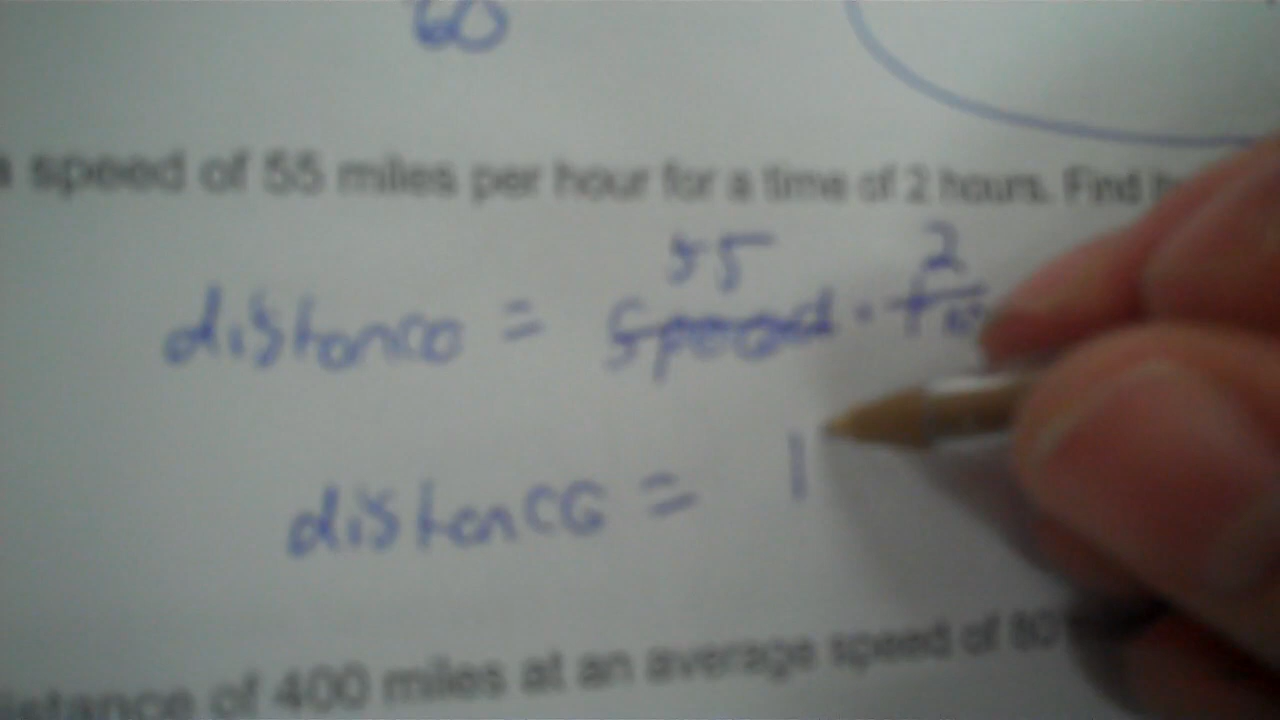 60
speed of 55 miles per hour for a time of 2 hours. Find
55 2
distance = speed ·
distance = 1
distance of 400 miles at an average speed of 80